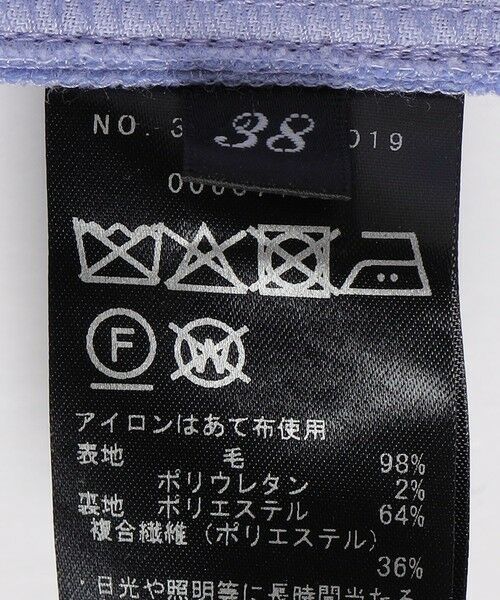 NO. 3 38 019
アイロンはあて布使用
表地 毛 98%
ポリウレタン 2%
裏地 ポリエステル 64%
複合繊維(ポリエステル)
36%
・日光や照明等に長時間当たる